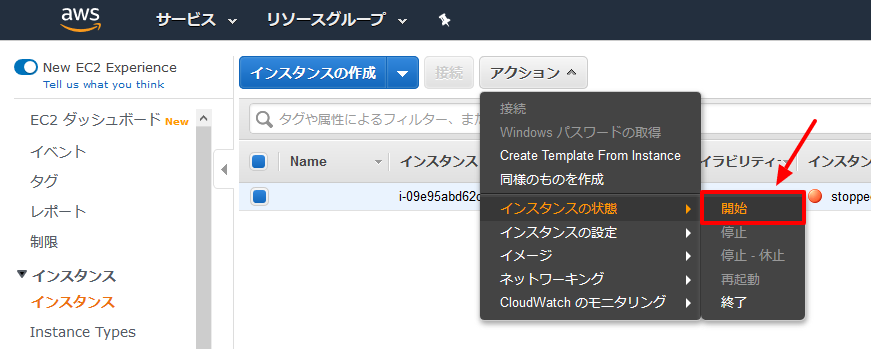 aws サービス リソースグループ
New EC2 Experience
Tell us what you think
EC2 ダッシュボード New
イベント
タグ
レポート
制限
インスタンス
インスタンス
Instance Types
インスタンスの作成 接続 アクション
タグや属性によるフィルター、また
Name インスタンス イラビリティー インスタン
i-09e95abd62 stoppe
接続
Windows パスワードの取得
Create Template From Instance
同様のものを作成
インスタンスの状態
インスタンスの設定
イメージ
ネットワーキング
CloudWatch のモニタリング
開始
停止
停止 - 休止
再起動
終了